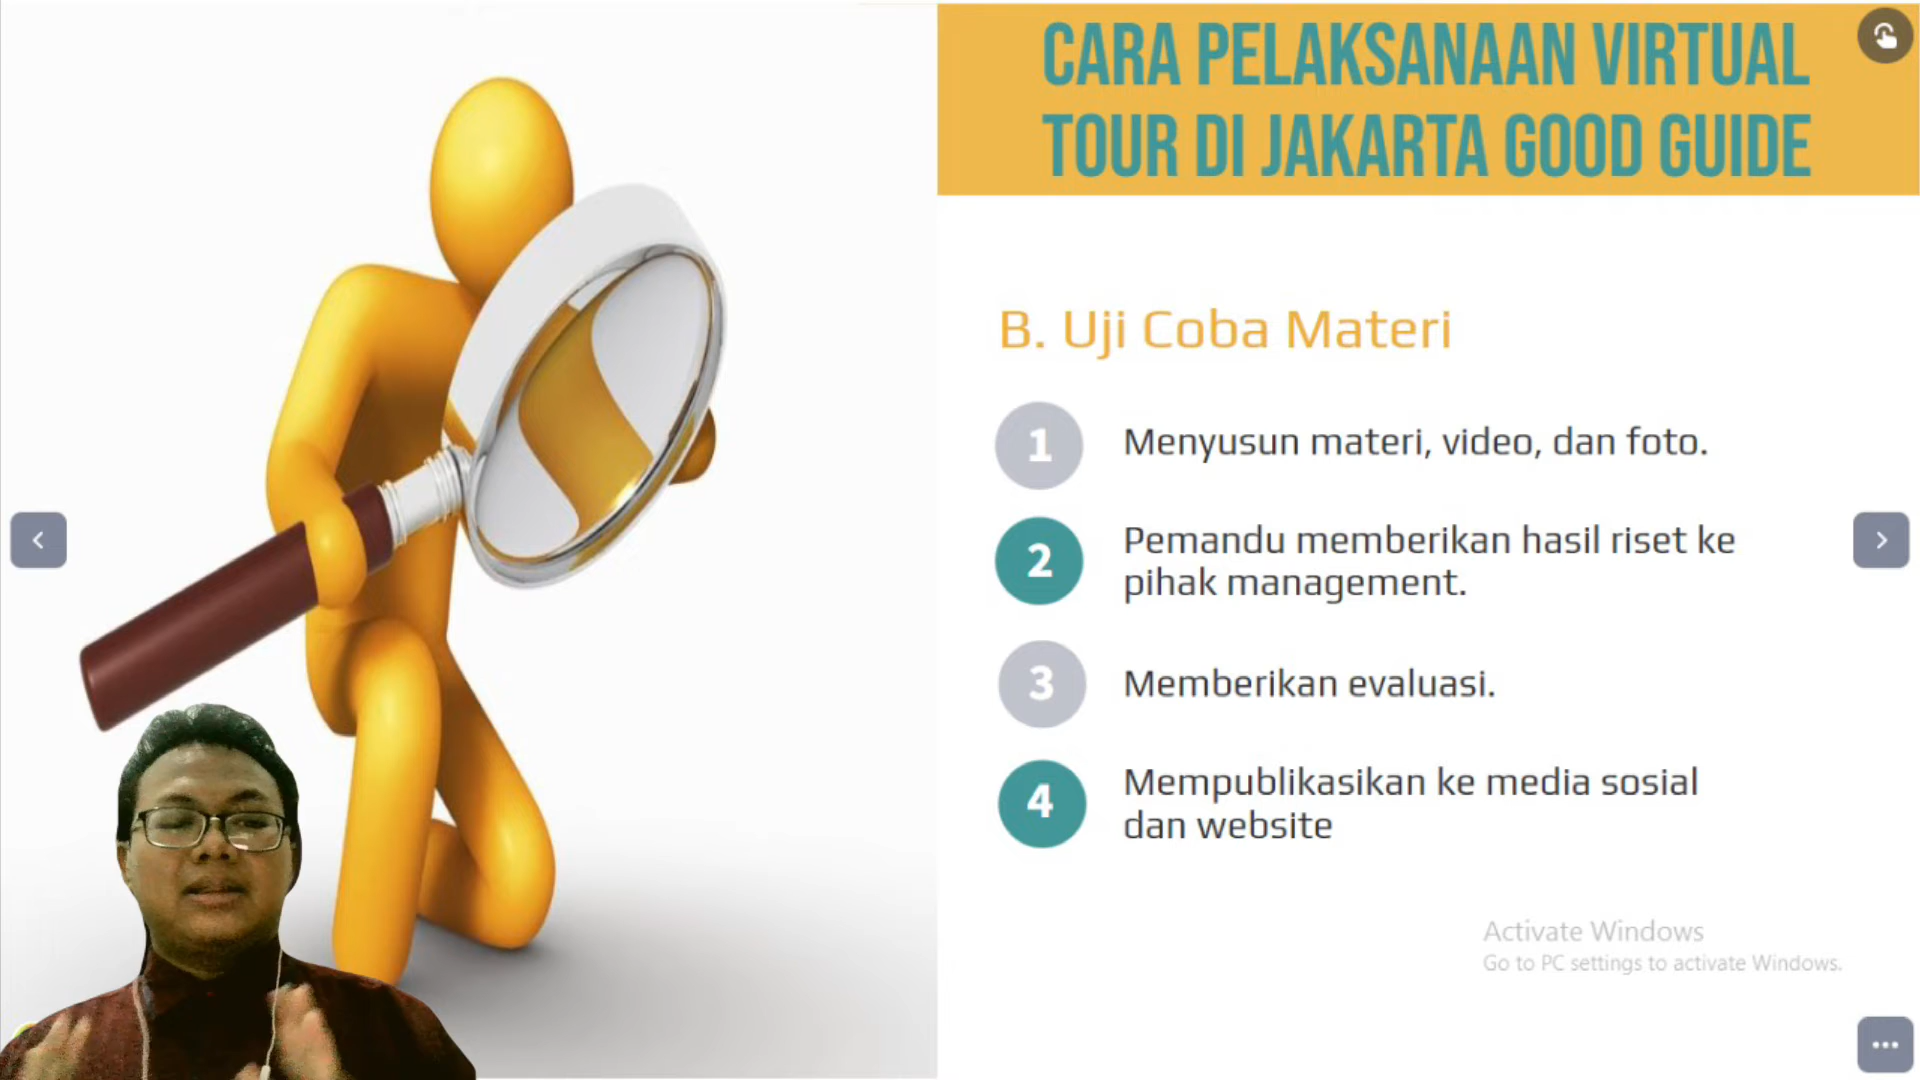 CARA PELAKSANAAN VIRTUAL
TOUR DI JAKARTA GOOD GUIDE
B. Uji Coba Materi
1 Menyusun materi, video, dan foto.
2 Pemandu memberikan hasil riset ke
pihak management.
3 Memberikan evaluasi.
4 Mempublikasikan ke media sosial
dan website
Activate Windows
Go to PC settings to activate Windows.